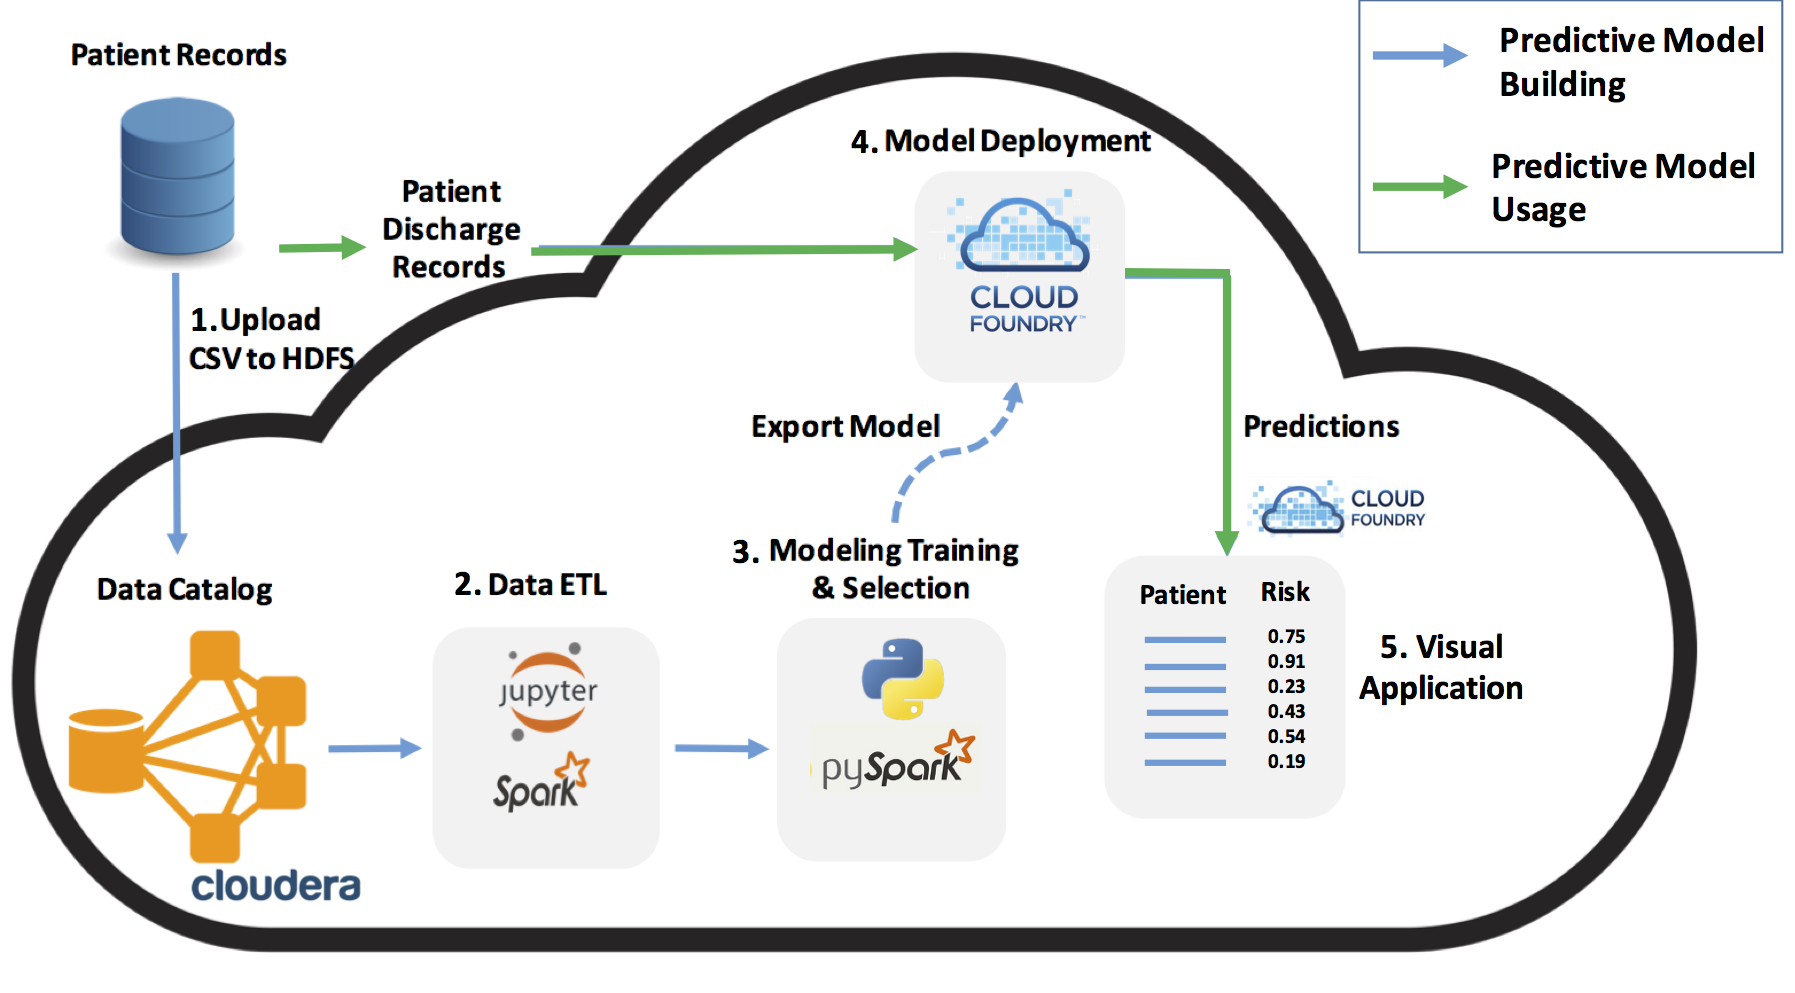 Patient Records
Predictive Model
Building
Predictive Model
Usage
4. Model Deployment
Patient
Discharge
Records
CLOUD
FOUNDRY™
1.Upload
CSV to HDFS
Export Model
Predictions
CLOUD
FOUNDRY
Data Catalog
2. Data ETL
3. Modeling Training
& Selection
Patient Risk
0.75
0.91
0.23
0.43
0.54
0.19
5. Visual
Application
jupyter
Spark
pySpark
cloudera